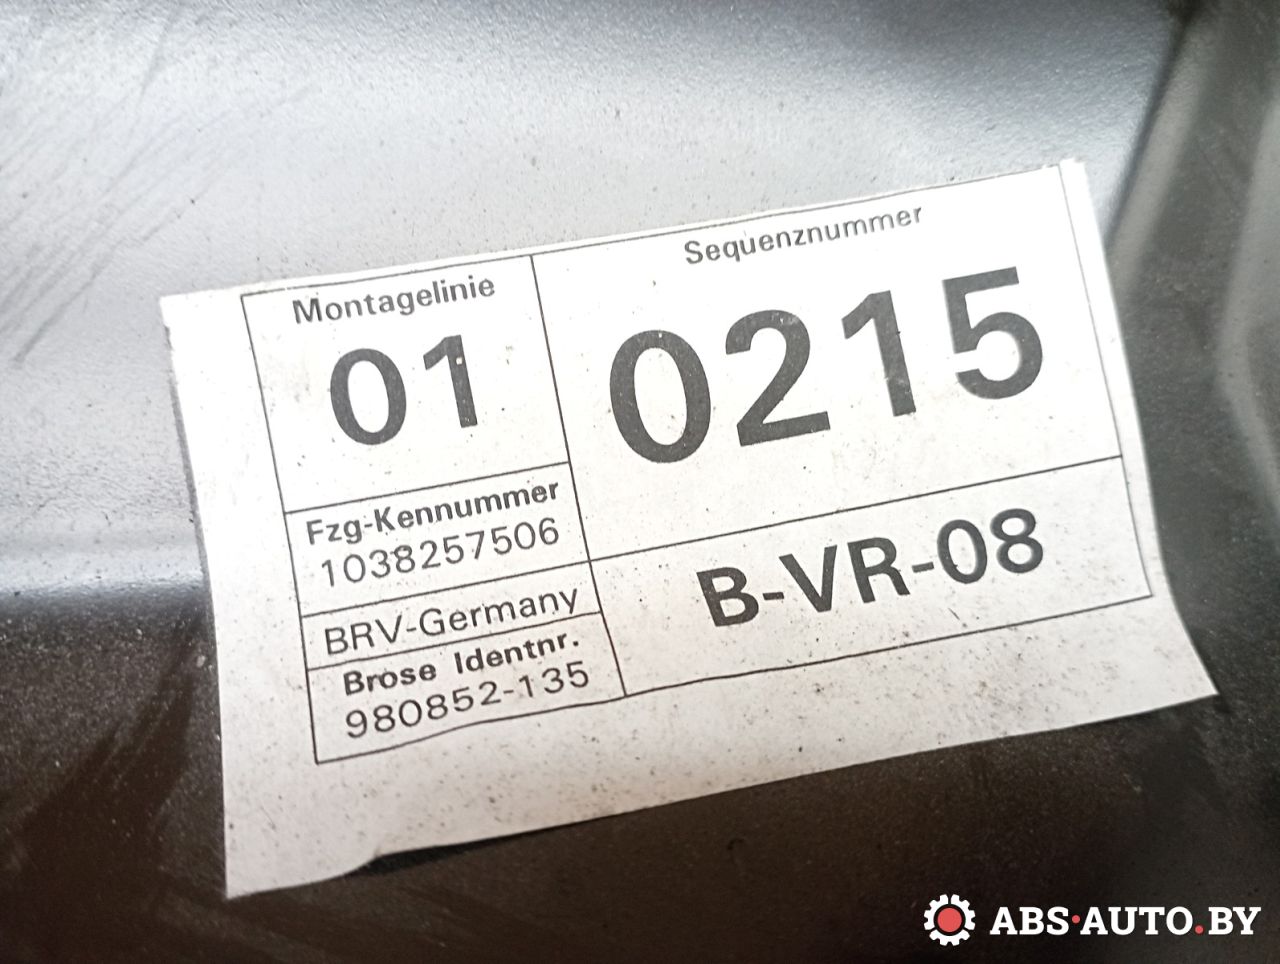 Montagelinie
01
Sequenznummer
0215
Fzg-Kennummer
1038257506
BRV-Germany
Brose Identnr.
980852-135
B-VR-08
ABS·AUTO.BY